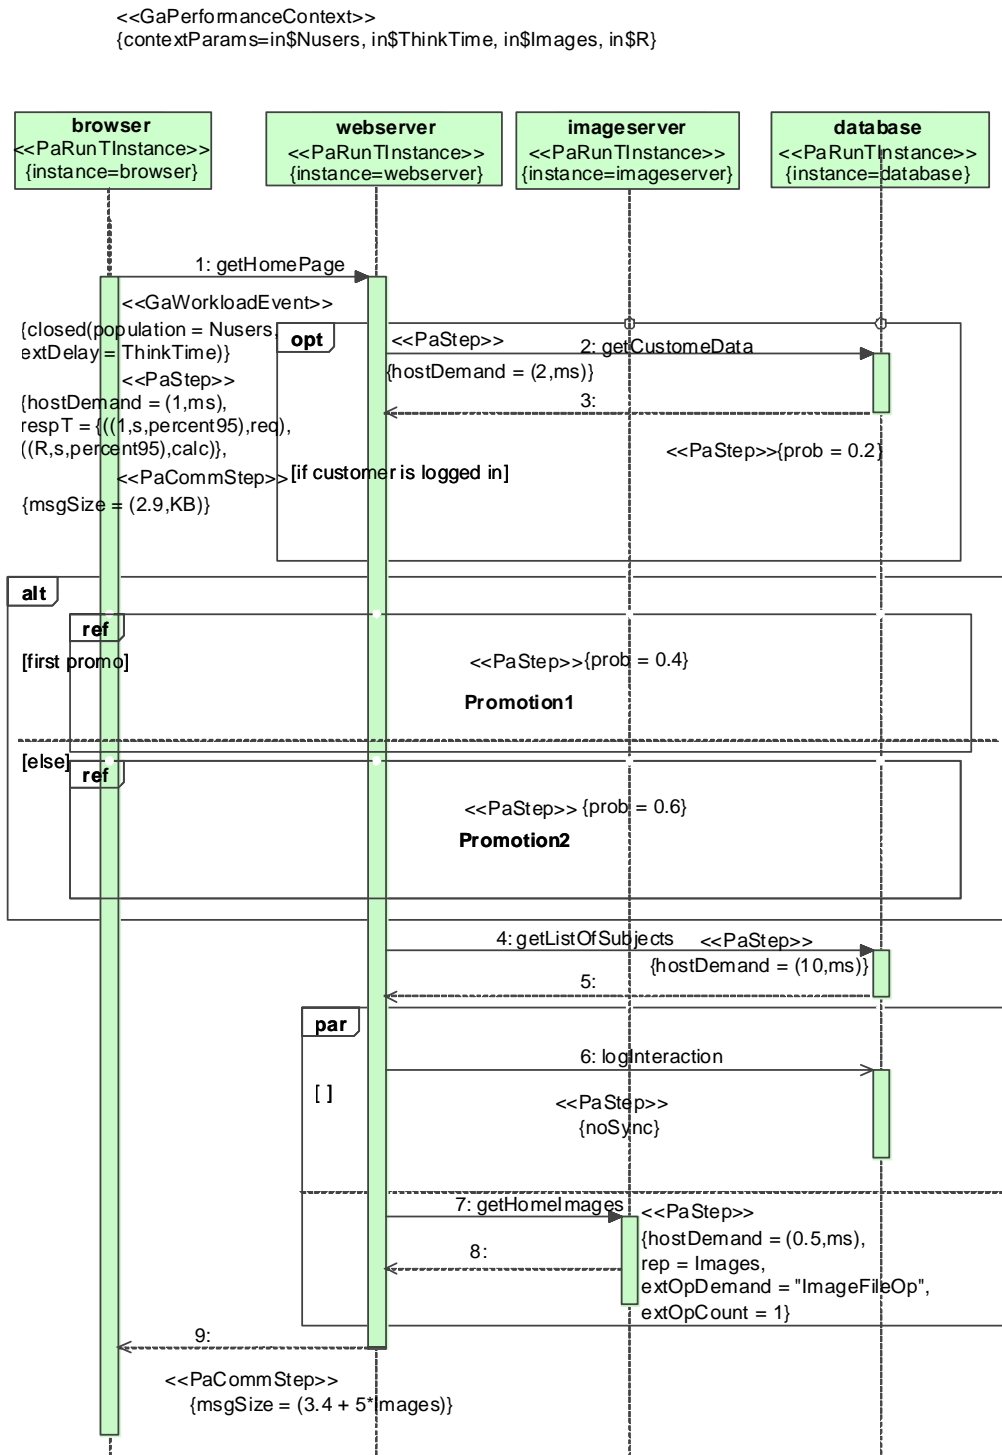 <<GaPerformanceContext>>
{contextParams=in$Nusers, in$ThinkTime, in$Images, in$R}
browser
<<PaRunTInstance>>
{instance=browser}
webserver
<<PaRunTInstance>>
{instance=webserver}
imageserver
<<PaRunTInstance>>
{instance=imageserver}
database
<<PaRunTInstance>>
{instance=database}
1: getHomePage
<<GaWorkloadEvent>>
{closed(population = Nusers,
extDelay = ThinkTime)}
<<PaStep>>
{hostDemand = (1,ms),
respT = {((1,s,percent95),req),
((R,s,percent95),calc)},
<<PaCommStep>>
{msgSize = (2.9,KB)}
opt
<<PaStep>>
2: getCustomeData
{hostDemand = (2,ms)}
3:
<<PaStep>>{prob = 0.2}
[if customer is logged in]
alt
ref
[first promo]
<<PaStep>>{prob = 0.4}
Promotion1
[else]
ref
<<PaStep>> {prob = 0.6}
Promotion2
4: getListOfSubjects
<<PaStep>>
{hostDemand = (10,ms)}
5:
par
6: logInteraction
[ ]
<<PaStep>>
{noSync}
7: getHomeImages
<<PaStep>>
{hostDemand = (0.5,ms),
rep = Images,
extOpDemand = "ImageFileOp",
extOpCount = 1}
8:
9:
<<PaCommStep>>
{msgSize = (3.4 + 5*Images)}